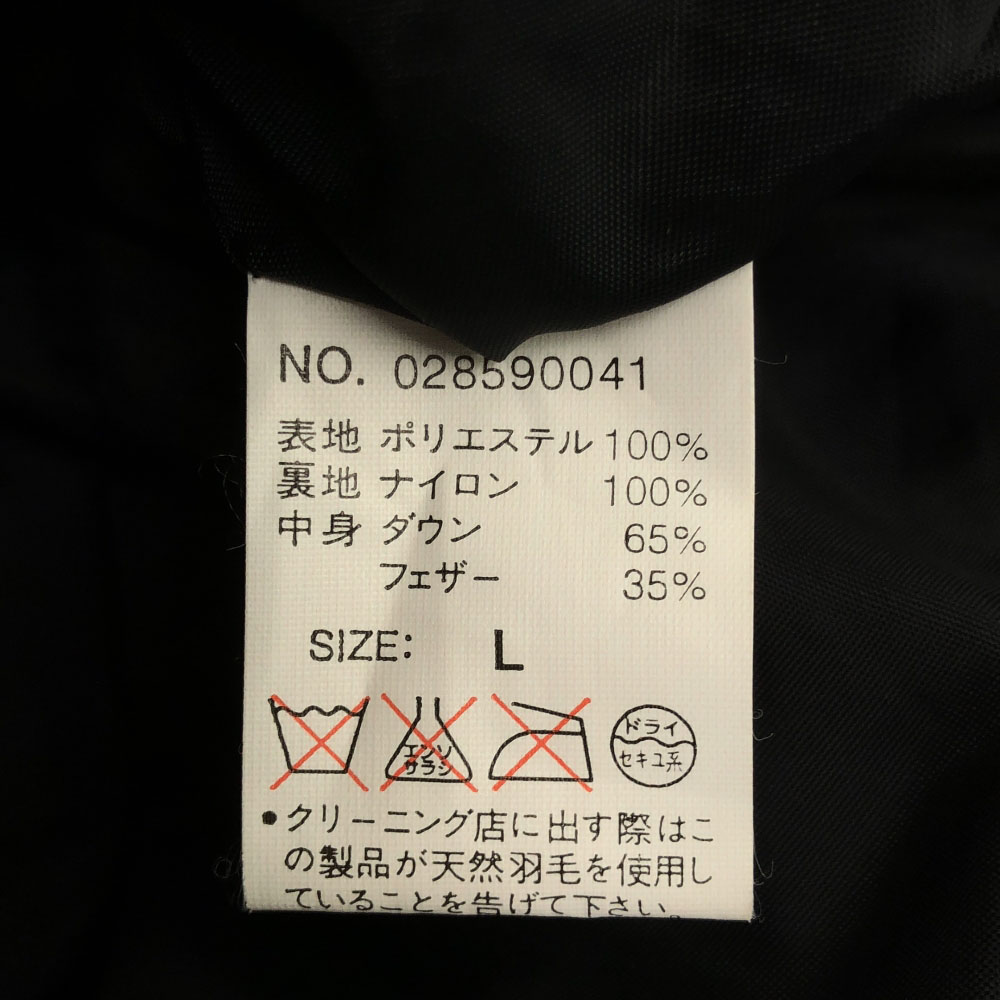 NO. 028590041
表地 ポリエステル 100%
裏地 ナイロン 100%
中身 ダウン 65%
フェザー 35%
SIZE: L
エンソ
サラシ
ドライ
セキユ系
•クリーニング店に出す際はこ
の製品が天然羽毛を使用し
ていることを告げて下さい。